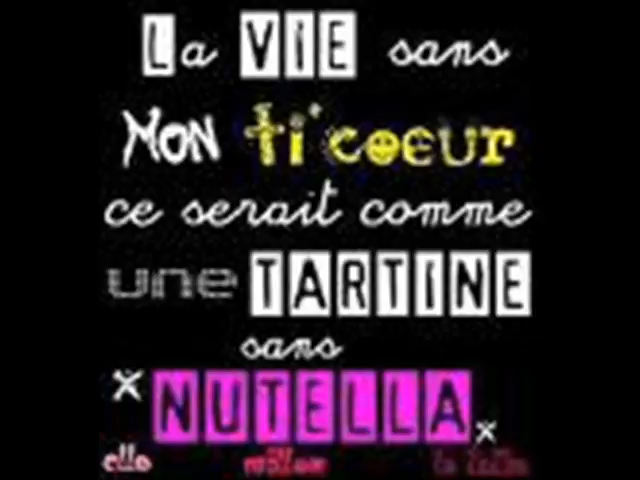 La ViE sans
MON ti'coeur
ce serait comme
une TARTINE
sans
x NUTELLA x